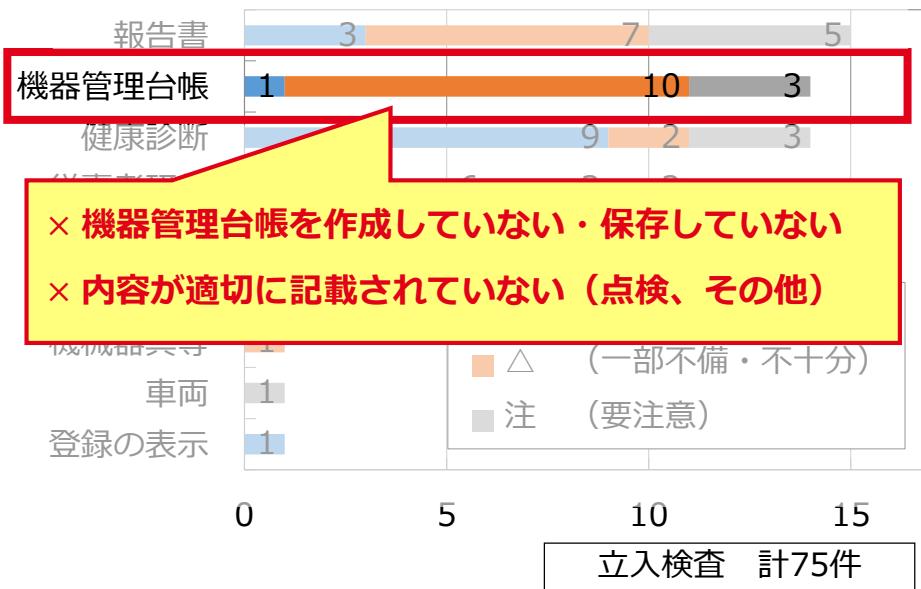 報告書 3 7 5
機器管理台帳 1 10 3
健康診断 9 2 3
× 機器管理台帳を作成していない・保存していない
× 内容が適切に記載されていない（点検、その他）
1
△ （一部不備・不十分）
車両 1
注 （要注意）
登録の表示 1
0 5 10 15
立入検査 計75件